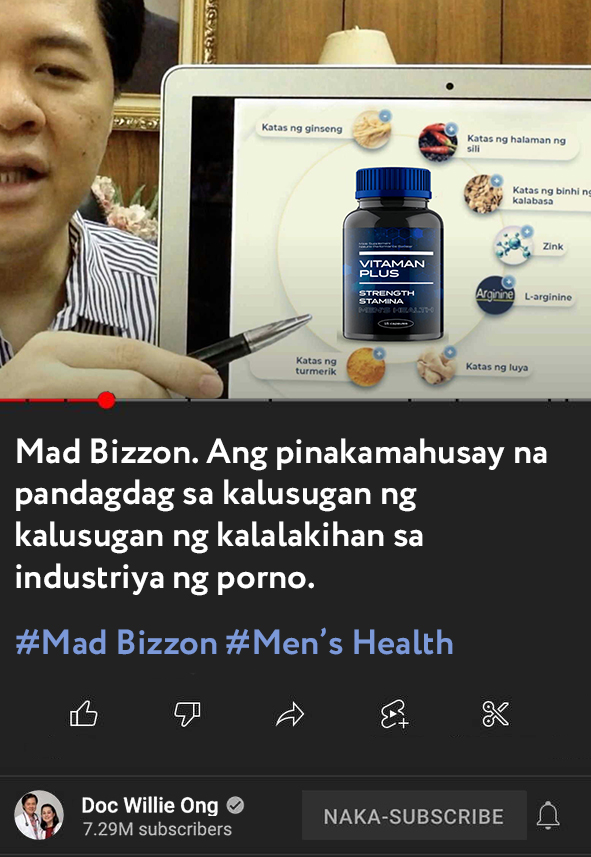 Katas ng ginseng
Katas ng halaman ng
sili
Katas ng binhi ng
kalabasa
Zink
Arginine
L-arginine
Katas ng luya
Katas ng
turmerik
VITAMAN
PLUS
STRENGTH
STAMINA
MEN'S HEALTH
Mad Bizzon. Ang pinakamahusay na
pandagdag sa kalusugan ng
kalusugan ng kalalakihan sa
industriya ng porno.
#Mad Bizzon #Men's Health
Doc Willie Ong
7.29M subscribers
NAKA-SUBSCRIBE